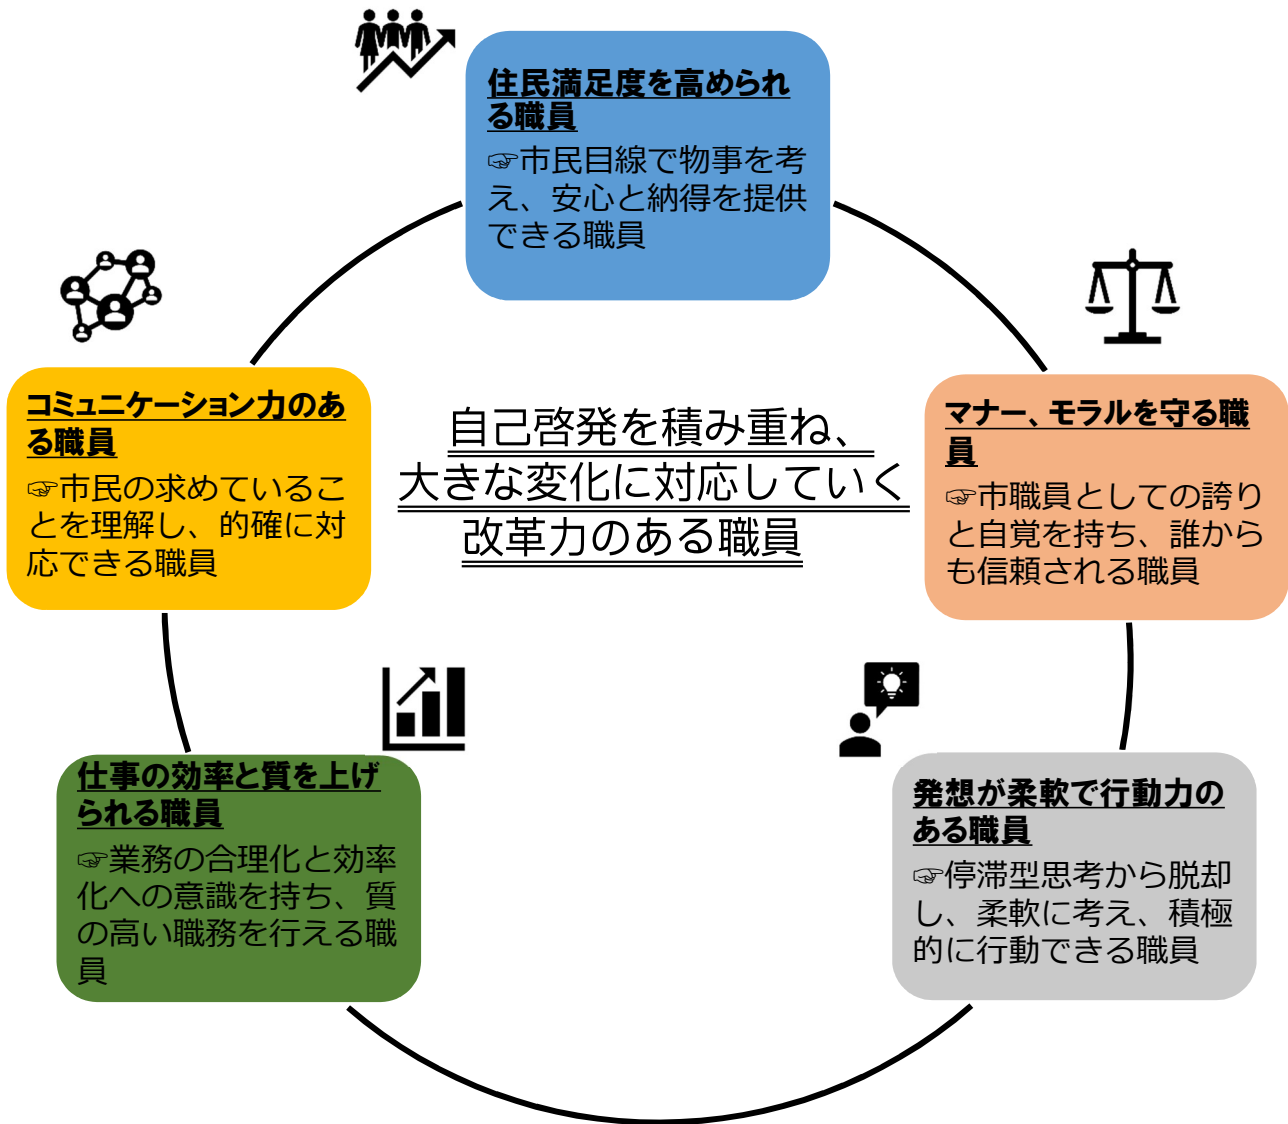 住民満足度を高められ
る職員
☞市民目線で物事を考
え、安心と納得を提供
できる職員
コミュニケーション力のあ
る職員
☞市民の求めているこ
とを理解し、的確に対
応できる職員
自己啓発を積み重ね、
大きな変化に対応していく
改革力のある職員
マナー、モラルを守る職
員
☞市職員としての誇り
と自覚を持ち、誰から
も信頼される職員
仕事の効率と質を上げ
られる職員
☞業務の合理化と効率
化への意識を持ち、質
の高い職務を行える職
員
発想が柔軟で行動力の
ある職員
☞停滞型思考から脱却
し、柔軟に考え、積極
的に行動できる職員